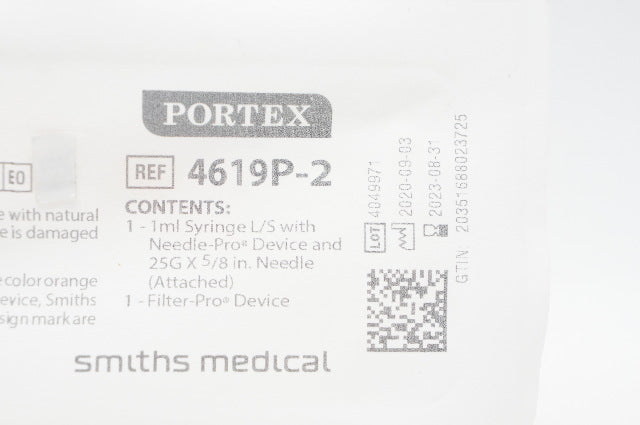 PORTEX
REF 4619P-2
EO
CONTENTS:
1 - 1ml Syringe L/S with
Needle-Pro® Device and
25G X 5/8 in. Needle
(Attached)
1 - Filter-Pro® Device
e with natural
e is damaged
e color orange
evice, Smiths
sign mark are
smiths medical
LOT 4049971
2020-09-03
2023-08-31
GTIN: 20351688023725